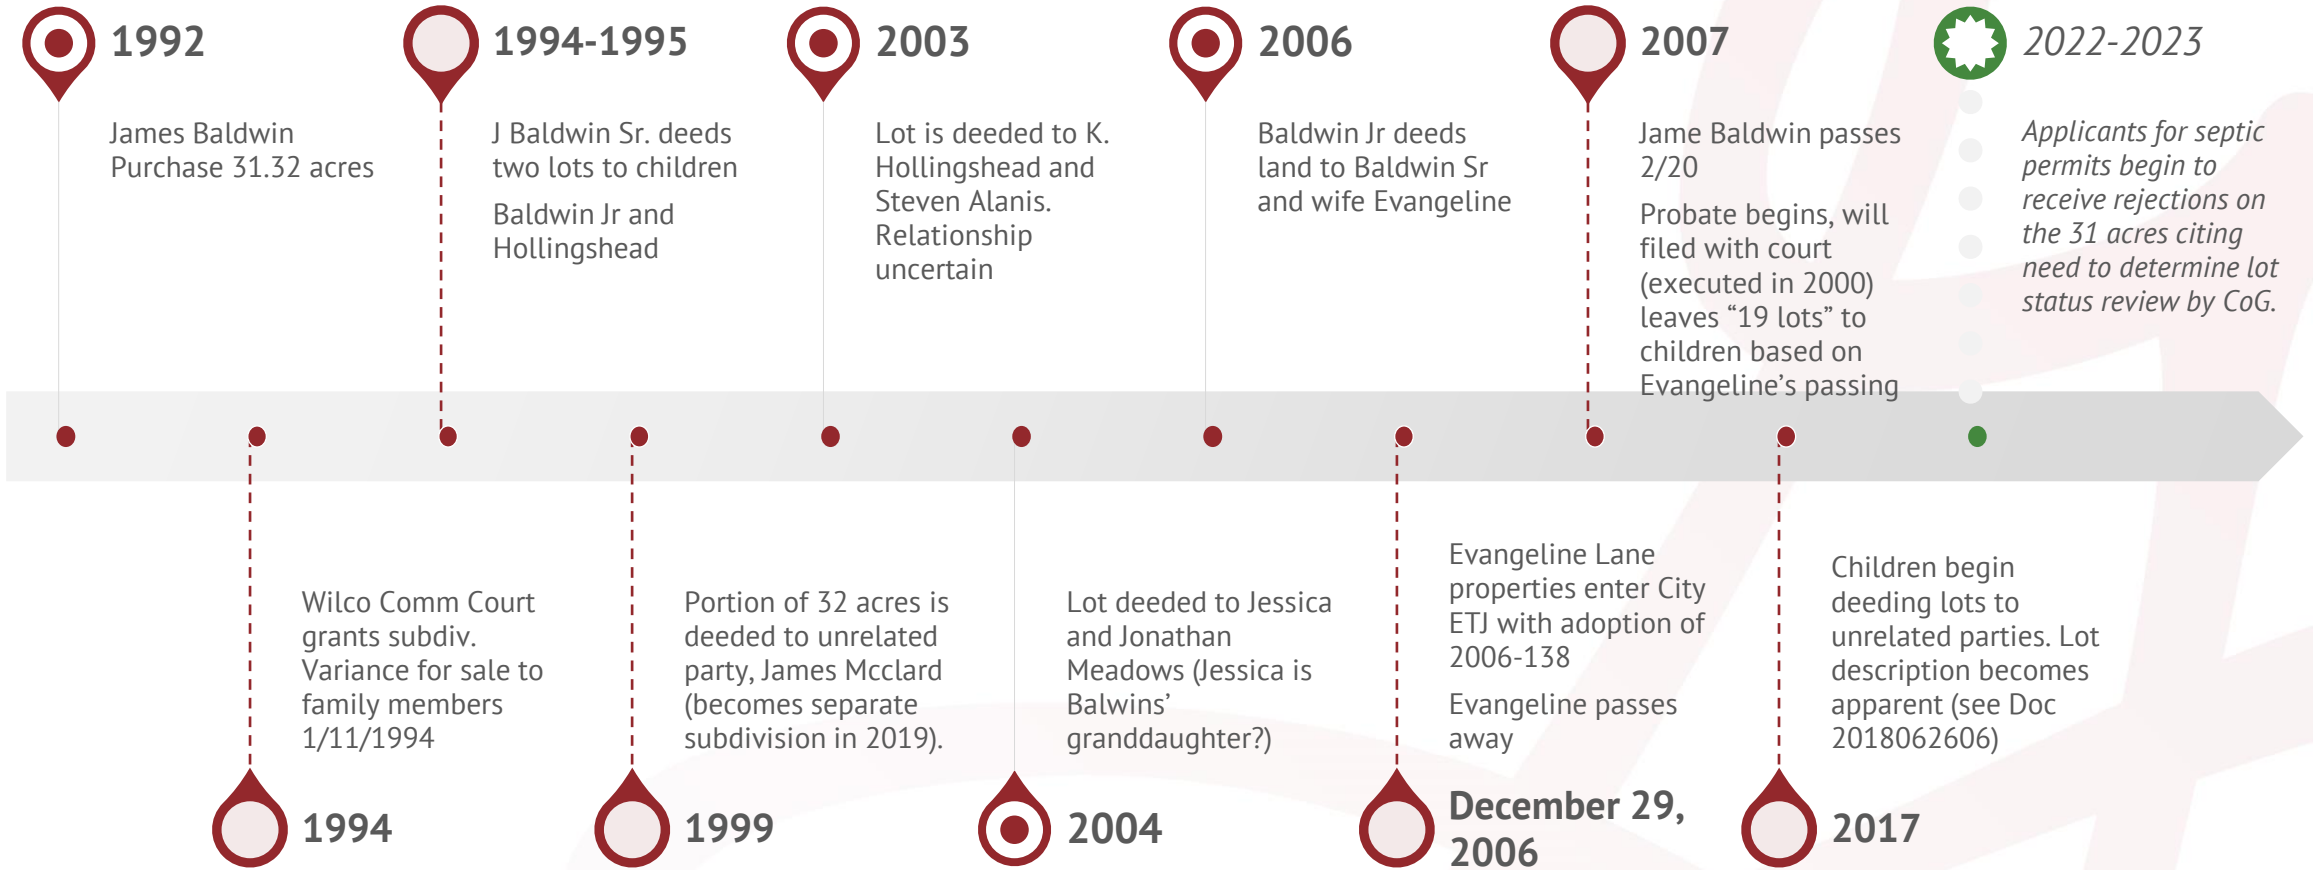 1992
James Baldwin
Purchase 31.32 acres
1994-1995
J Baldwin Sr. deeds
two lots to children
Baldwin Jr and
Hollingshead
2003
Lot is deeded to K.
Hollingshead and
Steven Alanis.
Relationship
uncertain
2006
Baldwin Jr deeds
land to Baldwin Sr
and wife Evangeline
2007
Jame Baldwin passes
2/20
Probate begins, will
filed with court
(executed in 2000)
leaves “19 lots” to
children based on
Evangeline’s passing
2022-2023
Applicants for septic
permits begin to
receive rejections on
the 31 acres citing
need to determine lot
status review by CoG.
Wilco Comm Court
grants subdiv.
Variance for sale to
family members
1/11/1994
1994
Portion of 32 acres is
deeded to unrelated
party, James Mcclard
(becomes separate
subdivision in 2019).
1999
Lot deeded to Jessica
and Jonathan
Meadows (Jessica is
Balwins’
granddaughter?)
2004
Evangeline Lane
properties enter City
ETJ with adoption of
2006-138
Evangeline passes
away
December 29,
2006
Children begin
deeding lots to
unrelated parties. Lot
description becomes
apparent (see Doc
2018062606)
2017